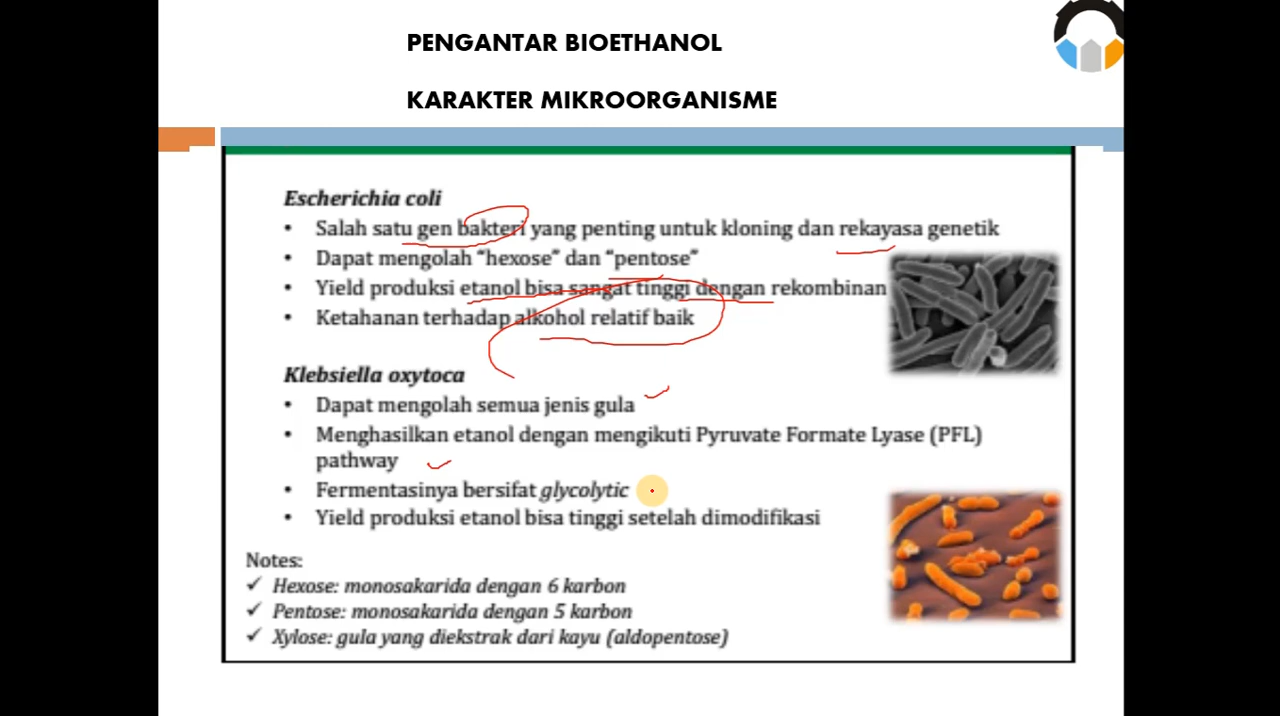 PENGANTAR BIOETHANOL
KARAKTER MIKROORGANISME
Escherichia coli
• Salah satu gen bakteri yang penting untuk kloning dan rekayasa genetik
• Dapat mengolah “hexose” dan “pentose”
• Yield produksi etanol bisa sangat tinggi dengan rekombinan
• Ketahanan terhadap alkohol relatif baik
Klebsiella oxytoca
• Dapat mengolah semua jenis gula
• Menghasilkan etanol dengan mengikuti Pyruvate Formate Lyase (PFL)
pathway
• Fermentasinya bersifat glycolytic
• Yield produksi etanol bisa tinggi setelah dimodifikasi
Notes:
✓ Hexose: monosakarida dengan 6 karbon
✓ Pentose: monosakarida dengan 5 karbon
✓ Xylose: gula yang diekstrak dari kayu (aldopentose)